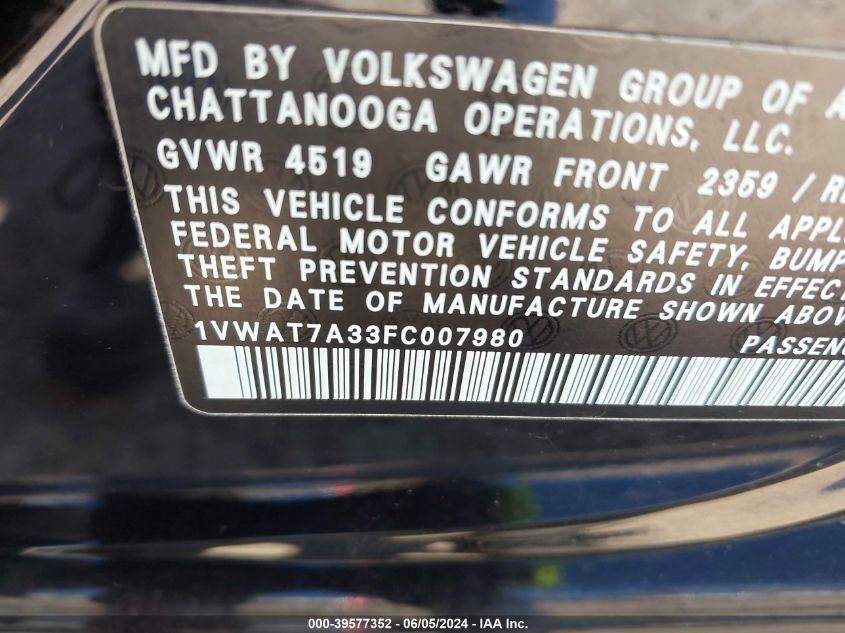 MFD BY VOLKSWAGEN GROUP OF
CHATTANOOGA OPERATIONS, LLC.
GVWR 4519 GAWR FRONT 2359 /
THIS VEHICLE CONFORMS TO ALL
FEDERAL MOTOR VEHICLE SAFETY,
THEFT PREVENTION STANDARDS IN
THE DATE OF MANUFACTURE SHOWN
1VWAT7A33FC007980
000-39577352 / 06/05/2024 / IAA Inc.